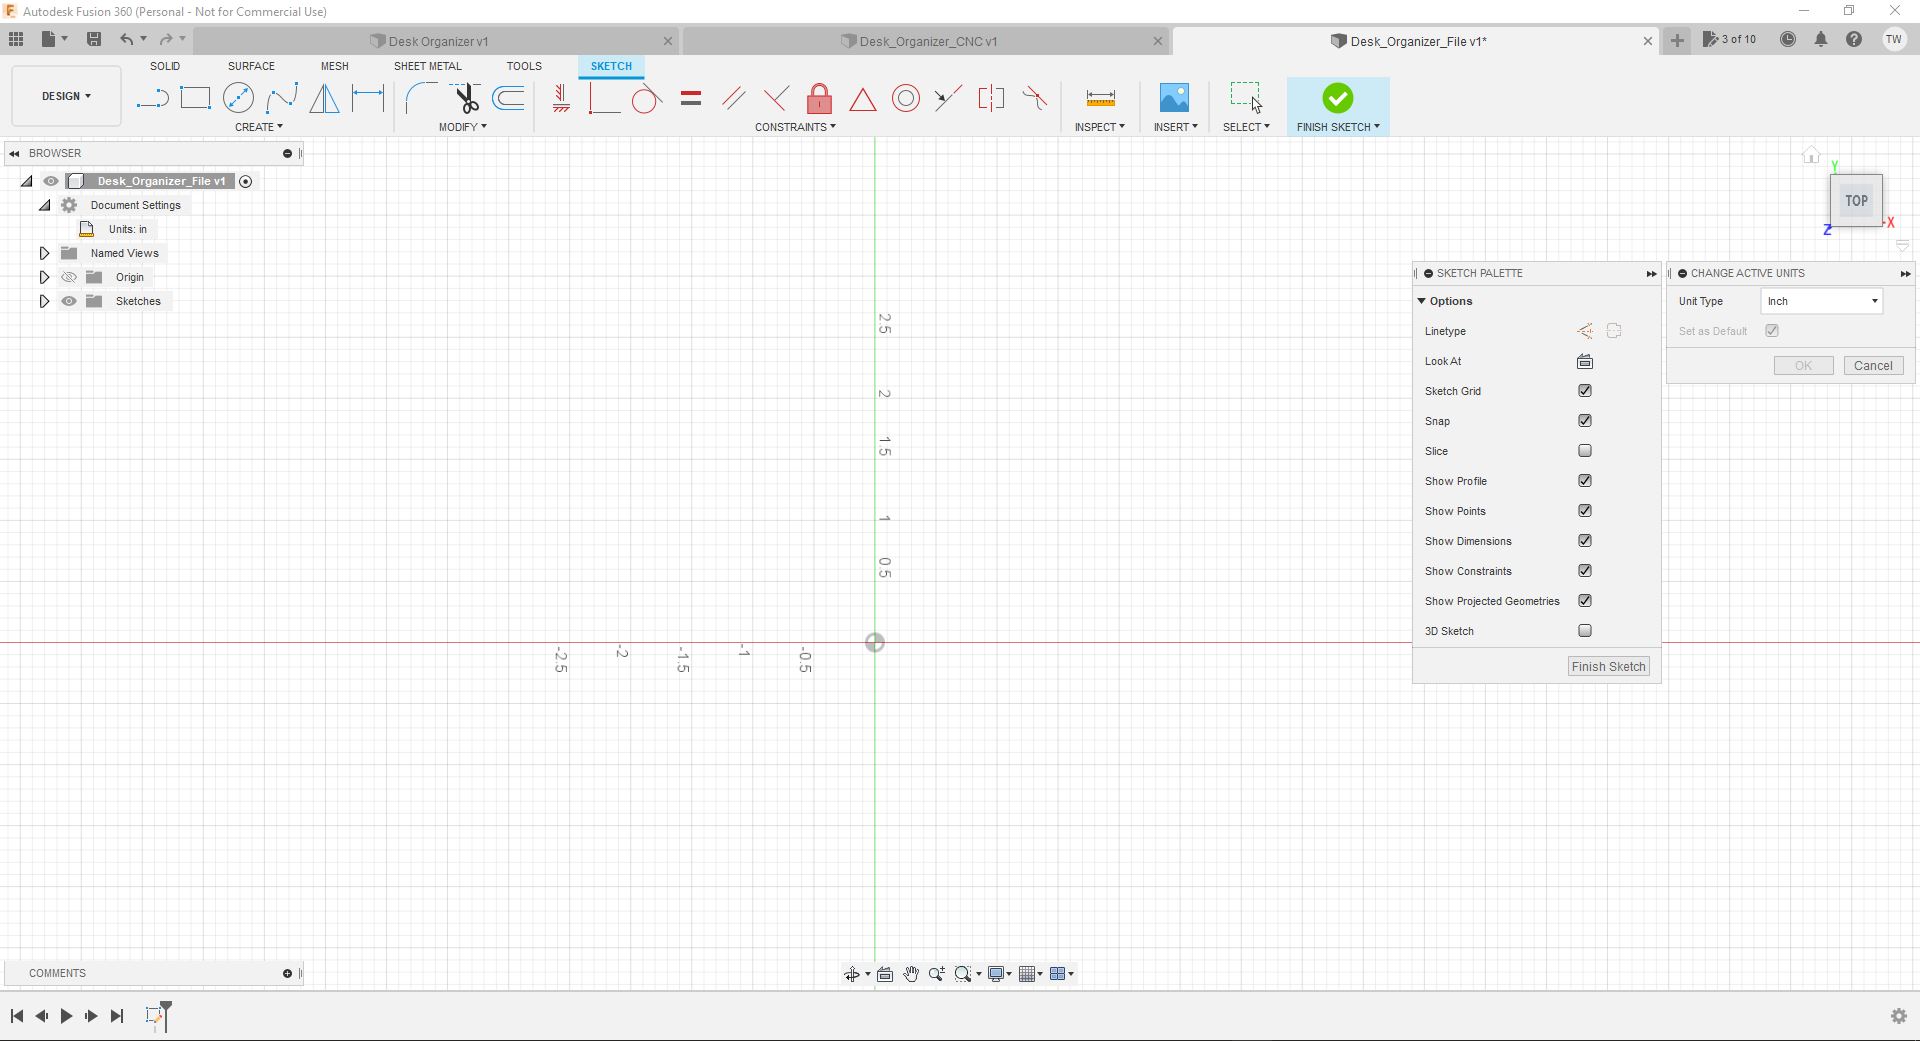 Autodesk Fusion 360 (Personal - Not for Commercial Use)
Desk Organizer v1
Desk_Organizer_CNC v1
Desk_Organizer_File v1*
3 of 10
TW
DESIGN
SOLID
SURFACE
MESH
SHEET METAL
TOOLS
SKETCH
CREATE
MODIFY
CONSTRAINTS
INSPECT
INSERT
SELECT
FINISH SKETCH
BROWSER
Desk_Organizer_File v1
Document Settings
Units: in
Named Views
Origin
Sketches
Y
TOP
X
Z
SKETCH PALETTE
Options
Linetype
Look At
Sketch Grid
Snap
Slice
Show Profile
Show Points
Show Dimensions
Show Constraints
Show Projected Geometries
3D Sketch
Finish Sketch
CHANGE ACTIVE UNITS
Unit Type
Inch
Set as Default
OK
Cancel
2.5
2
1.5
1
0.5
-2.5
-2
-1.5
-1
-0.5
COMMENTS